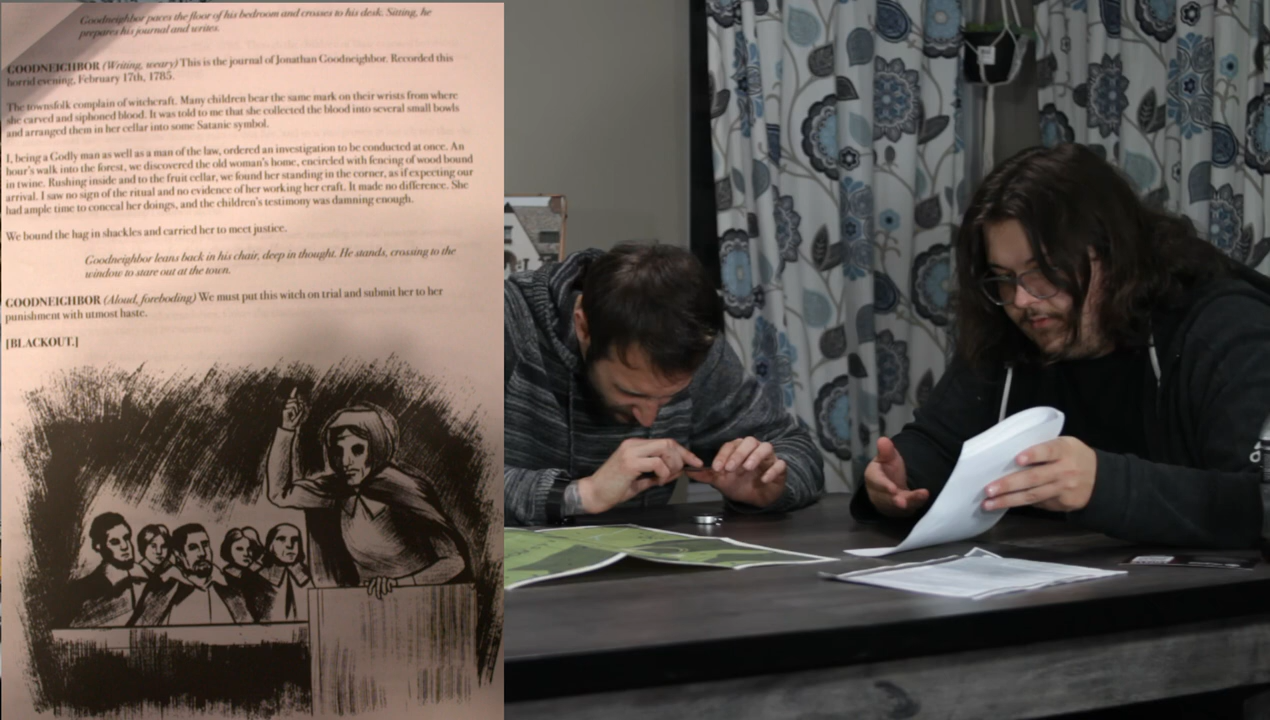 Goodneighbor paces the floor of his bedroom and crosses to his desk. Sitting, he
prepares his journal and writes.
GOODNEIGHBOR (Writing, weary) This is the journal of Jonathan Goodneighbor. Recorded this
horrid evening, February 17th, 1785.
The townsfolk complain of witchcraft. Many children bear the same mark on their wrists from where
she carved and siphoned blood. It was told to me that she collected the blood into several small bowls
and arranged them in her cellar into some Satanic symbol.
I, being a Godly man as well as a man of the law, ordered an investigation to be conducted at once. An
hour's walk into the forest, we discovered the old woman's home, encircled with fencing of wood bound
in twine. Rushing inside and to the fruit cellar, we found her standing in the corner, as if expecting our
arrival. I saw no sign of the ritual and no evidence of her working her craft. It made no difference. She
had ample time to conceal her doings, and the children's testimony was damning enough.
We bound the hag in shackles and carried her to meet justice.
Goodneighbor leans back in his chair, deep in thought. He stands, crossing to the
window to stare out at the town.
GOODNEIGHBOR (Aloud, foreboding) We must put this witch on trial and submit her to her
punishment with utmost haste.
[BLACKOUT.]